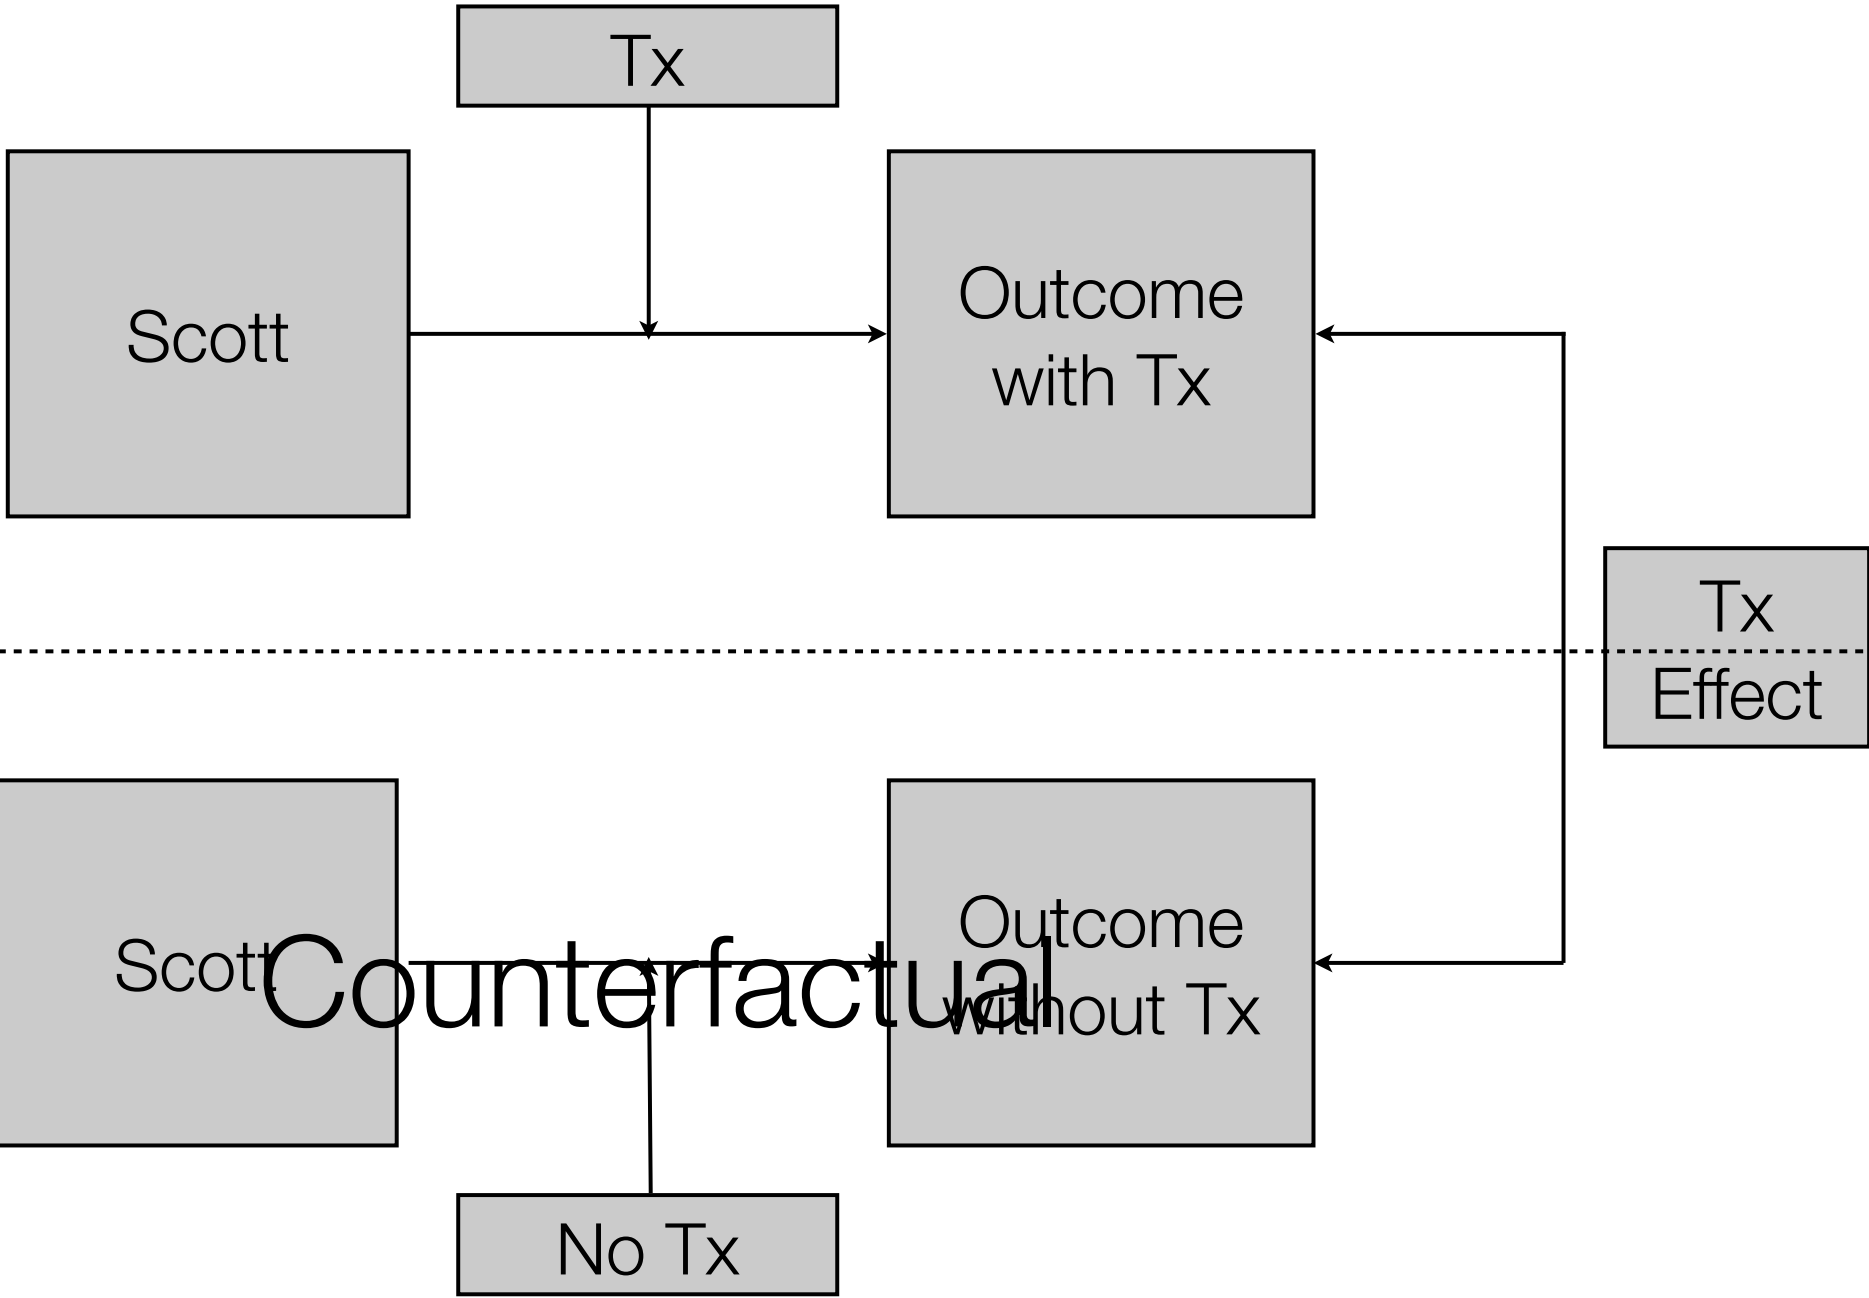 Tx
Scott
Outcome
with Tx
Tx
Effect
Scott
Counterfactual
Outcome
without Tx
No Tx